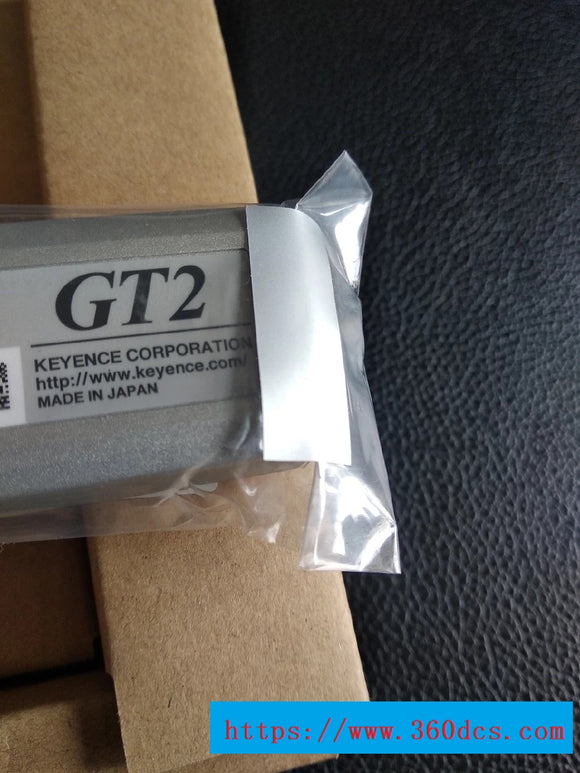 GT2
KEYENCE CORPORATION
http://www.keyence.com/
MADE IN JAPAN
https://www.360dcs.com